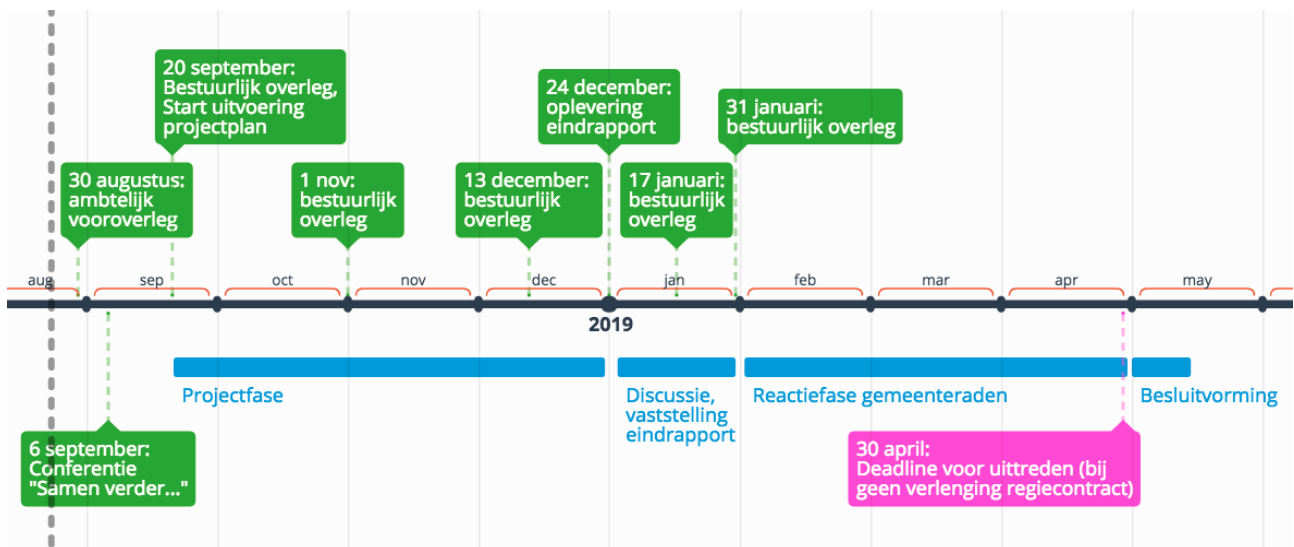 20 september:
Bestuurlijk overleg,
Start uitvoering
projectplan
24 december:
oplevering
eindrapport
31 januari:
bestuurlijk overleg
30 augustus:
ambtelijk
vooroverleg
1 nov:
bestuurlijk
overleg
13 december:
bestuurlijk
overleg
17 januari:
bestuurlijk
overleg
aug
sep
oct
nov
dec
jan
feb
mar
apr
may
2019
Projectfase
Discussie,
vaststelling
eindrapport
Reactiefase gemeenteraden
Besluitvorming
6 september:
Conferentie
"Samen verder..."
30 april:
Deadline voor uittreden (bij
geen verlenging regiecontract)